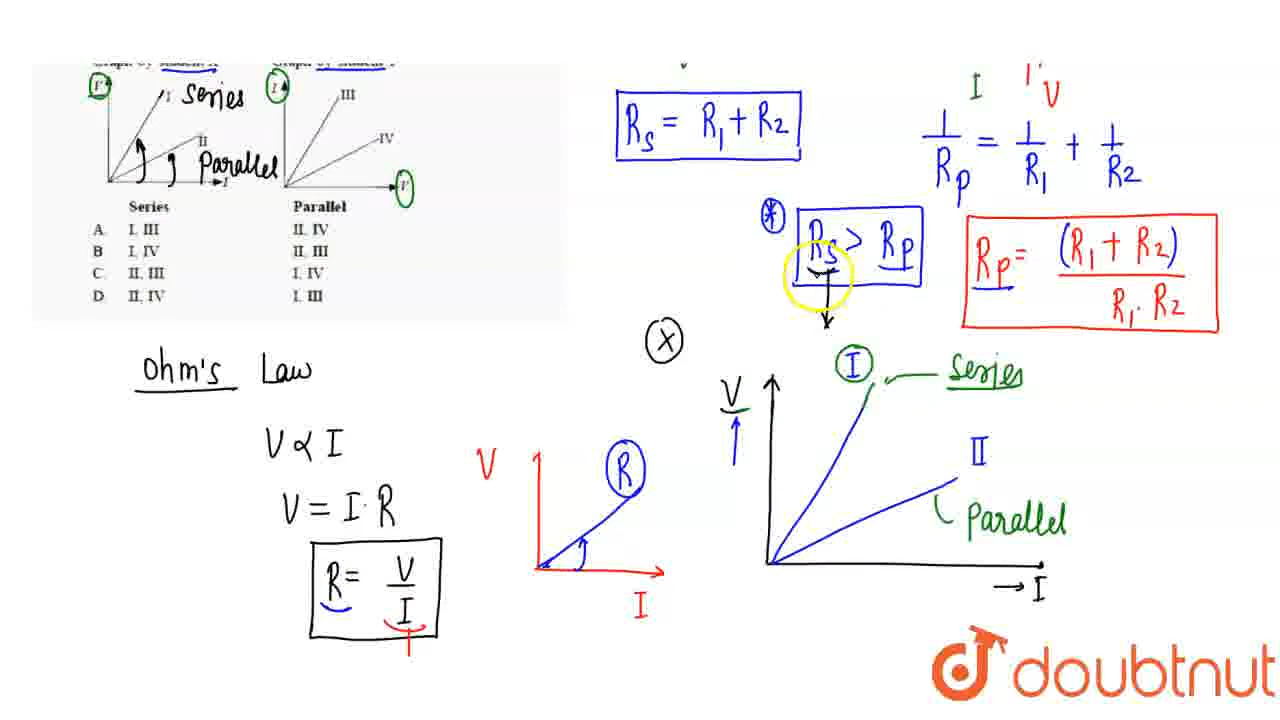 V I Series
II
Parallel
I
I III
IV
V
Series Parallel
A. I, III II, IV
B I, IV II, III
C. II, III I, IV
D. II, IV I, III
Rs = R1 + R2
I V
1/Rp = 1/R1 + 1/R2
* Rs > Rp
Rp = (R1 + R2)/R1. R2
Ohm's Law
V ∝ I
V = I. R
R = V/I
X
V R
I
V I Series
II
Parallel
→ I
doubtnut